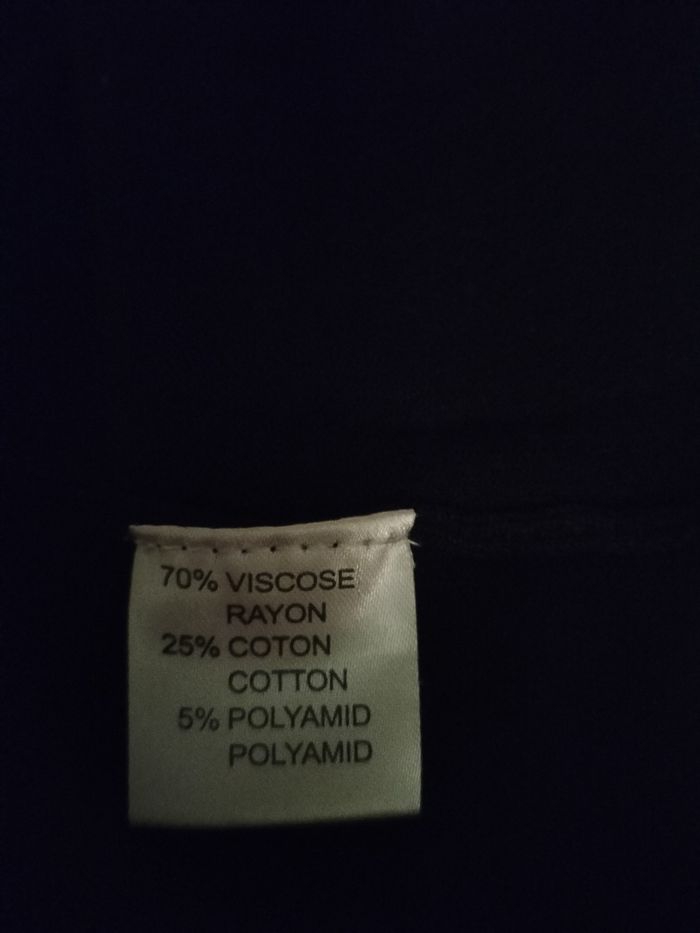 70% VISCOSE
RAYON
25% COTON
COTTON
5% POLYAMID
POLYAMID